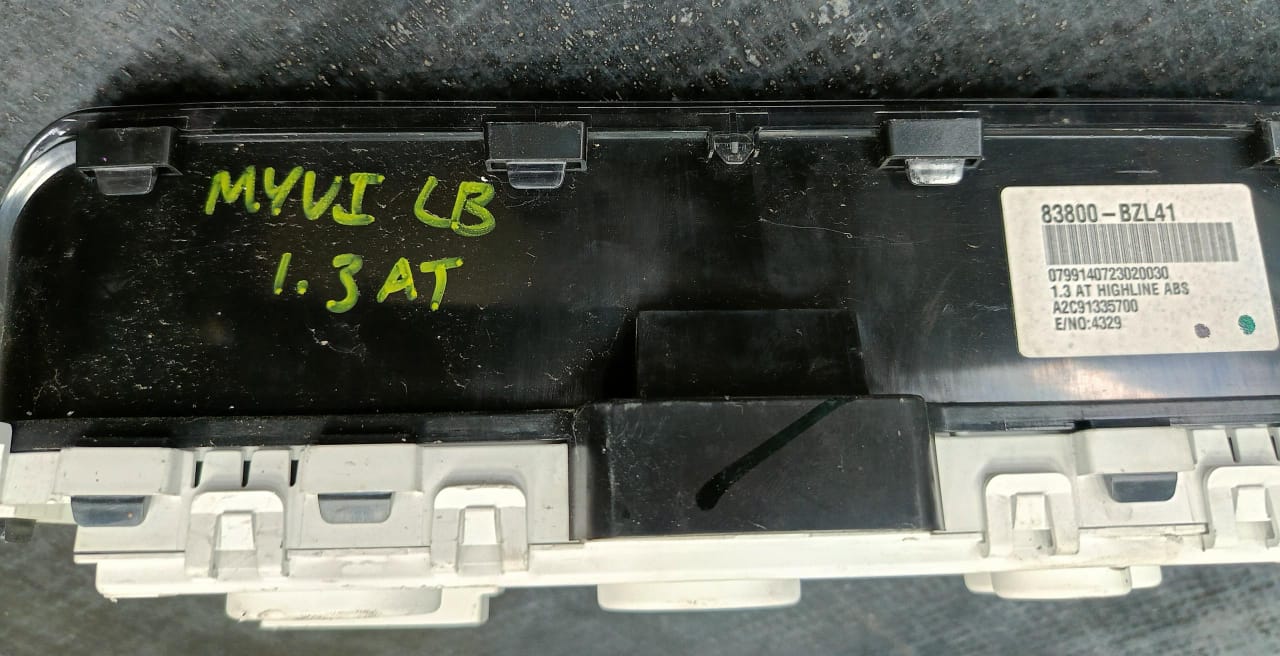 MYVI LB
1.3 AT
83800-BZL41
0799140723020030
1.3 AT HIGHLINE ABS
A2C91335700
E/NO:4329